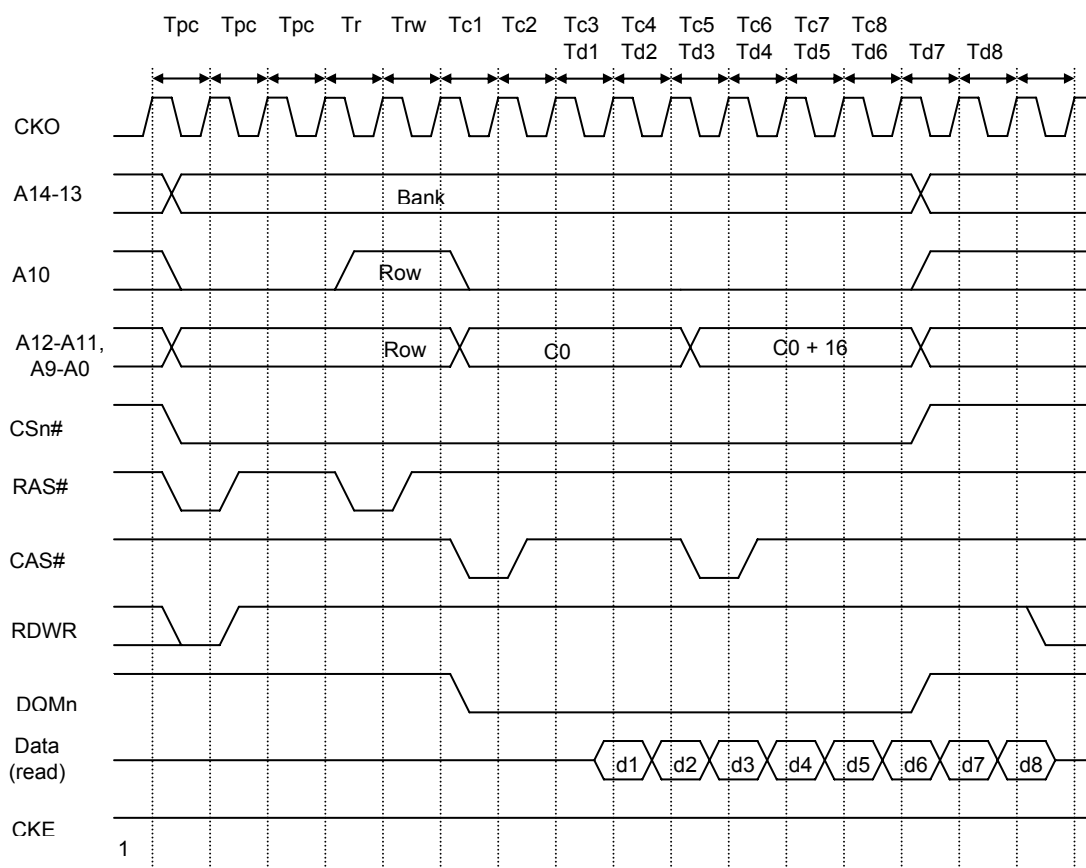 Tpc Tpc Tpc Tr Trw Tc1 Tc2 Tc3 Tc4 Tc5 Tc6 Tc7 Tc8
Td1 Td2 Td3 Td4 Td5 Td6 Td7 Td8
CKO
A14-13
Bank
A10
Row
A12-A11,
A9-A0
Row C0 C0 + 16
CSn#
RAS#
CAS#
RDWR
DQMn
Data
(read)
d1 d2 d3 d4 d5 d6 d7 d8
CKE
1